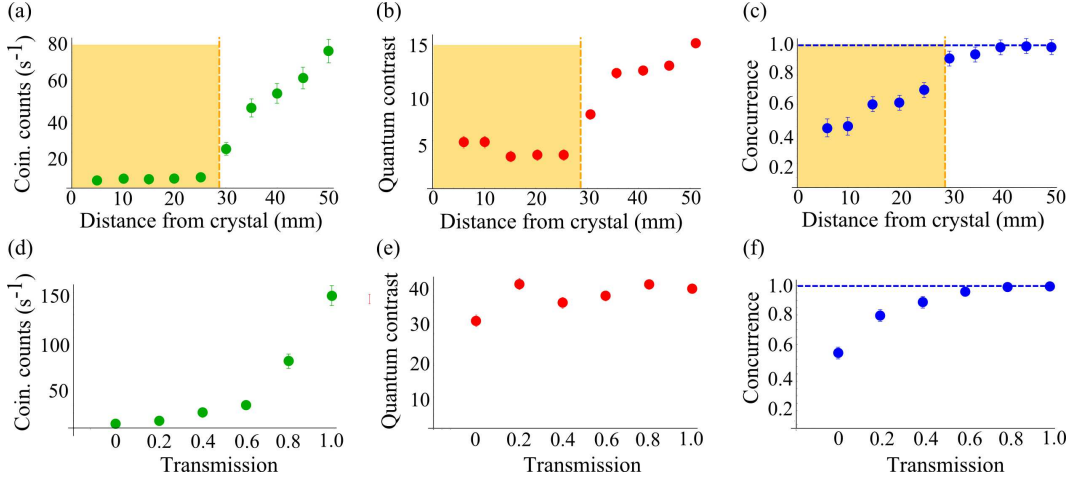 (a)
Coin. counts (s⁻¹)
80
60
40
20
0 10 20 30 40 50
Distance from crystal (mm)
(b)
Quantum contrast
15
10
5
0 10 20 30 40 50
Distance from crystal (mm)
(c)
Concurrence
1.0
0.8
0.6
0.4
0.2
0 10 20 30 40 50
Distance from crystal (mm)
(d)
Coin. counts (s⁻¹)
150
100
50
0 0.2 0.4 0.6 0.8 1.0
Transmission
(e)
Quantum contrast
40
30
40
10
0 0.2 0.4 0.6 0.8 1.0
Transmission
(f)
Concurrence
1.0
0.8
0.6
0.4
0.2
0 0.2 0.4 0.6 0.8 1.0
Transmission